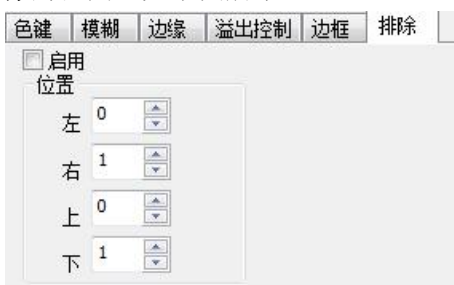 色键 模糊 边缘 溢出控制 边框 排除
启用
位置
左 0
右 1
上 0
下 1